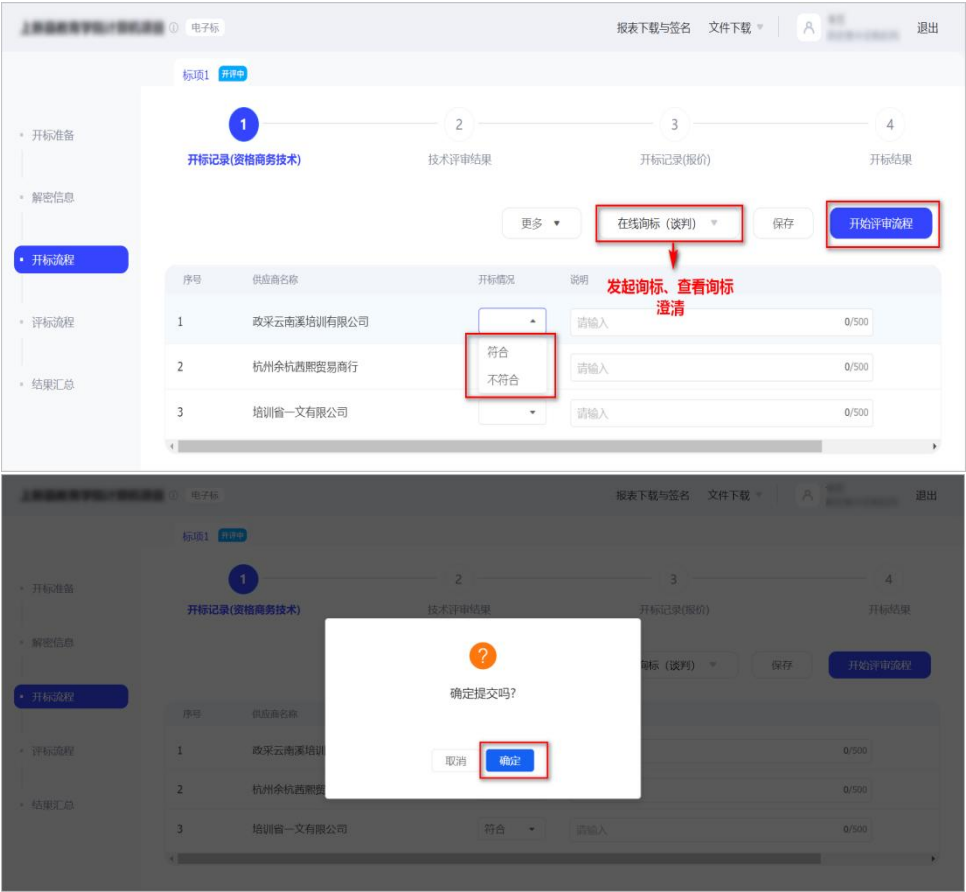 电子标 报表下载与签名 文件下载 退出
标项1 开评中
1 2 3 4
开标记录(资格商务技术) 技术评审结果 开标记录(报价) 开标结果
开标准备
解密信息
开标流程
评标流程
结果汇总
更多 在线询标（谈判） 保存 开始评审流程
发起询标、查看询标
澄清
序号 供应商名称 开标情况 说明
1 政采云南溪培训有限公司 请输入 0/500
符合
不符合
2 杭州余杭茜熙贸易商行 请输入 0/500
3 培训省一文有限公司 请输入 0/500
电子标 报表下载与签名 文件下载 退出
标项1 开评中
1 2 3 4
开标记录(资格商务技术) 技术评审结果 开标记录(报价) 开标结果
开标准备
解密信息
开标流程
评标流程
结果汇总
询标（谈判） 保存 开始评审流程
确定提交吗?
取消 确定
序号 供应商名称
1 政采云南溪培训 0/500
2 杭州余杭茜熙贸 0/500
3 培训省一文有限公司 符合 请输入 0/500